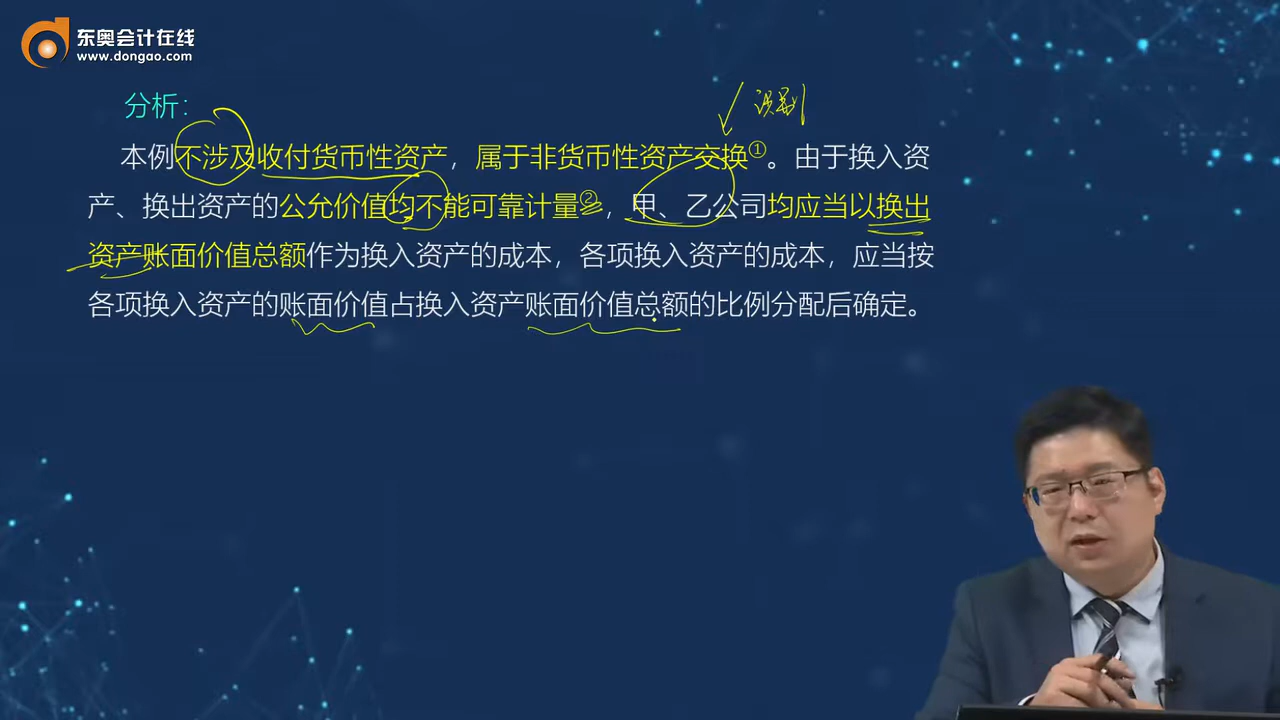 东奥会计在线
www.dongao.com
分析：
识别
本例不涉及收付货币性资产，属于非货币性资产交换①。由于换入资
产、换出资产的公允价值均不能可靠计量②，甲、乙公司均应当以换出
资产账面价值总额作为换入资产的成本，各项换入资产的成本，应当按
各项换入资产的账面价值占换入资产账面价值总额的比例分配后确定。